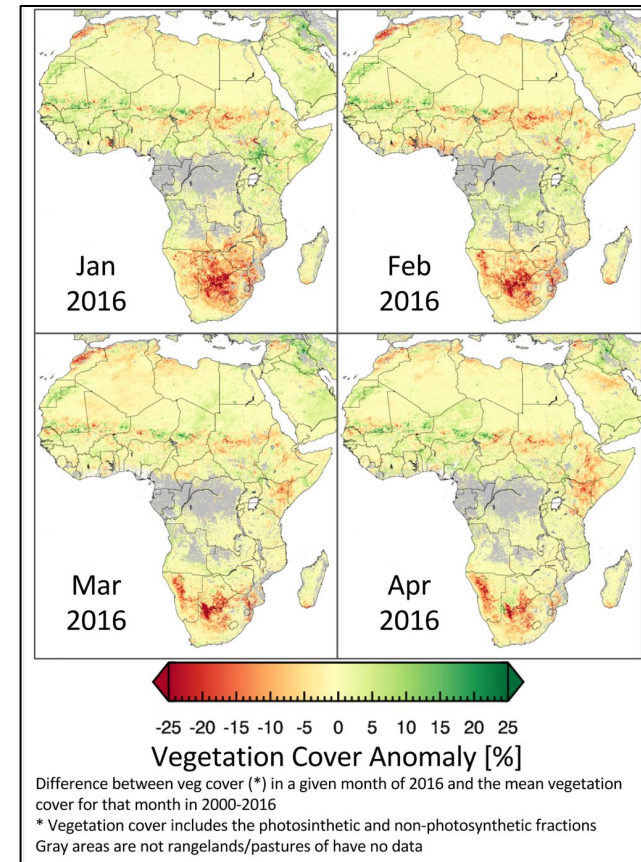 Jan
2016
Feb
2016
Mar
2016
Apr
2016
-25 -20 -15 -10 -5 0 5 10 15 20 25
Vegetation Cover Anomaly [%]
Difference between veg cover (*) in a given month of 2016 and the mean vegetation
cover for that month in 2000-2016
* Vegetation cover includes the photosinthetic and non-photosynthetic fractions
Gray areas are not rangelands/pastures of have no data